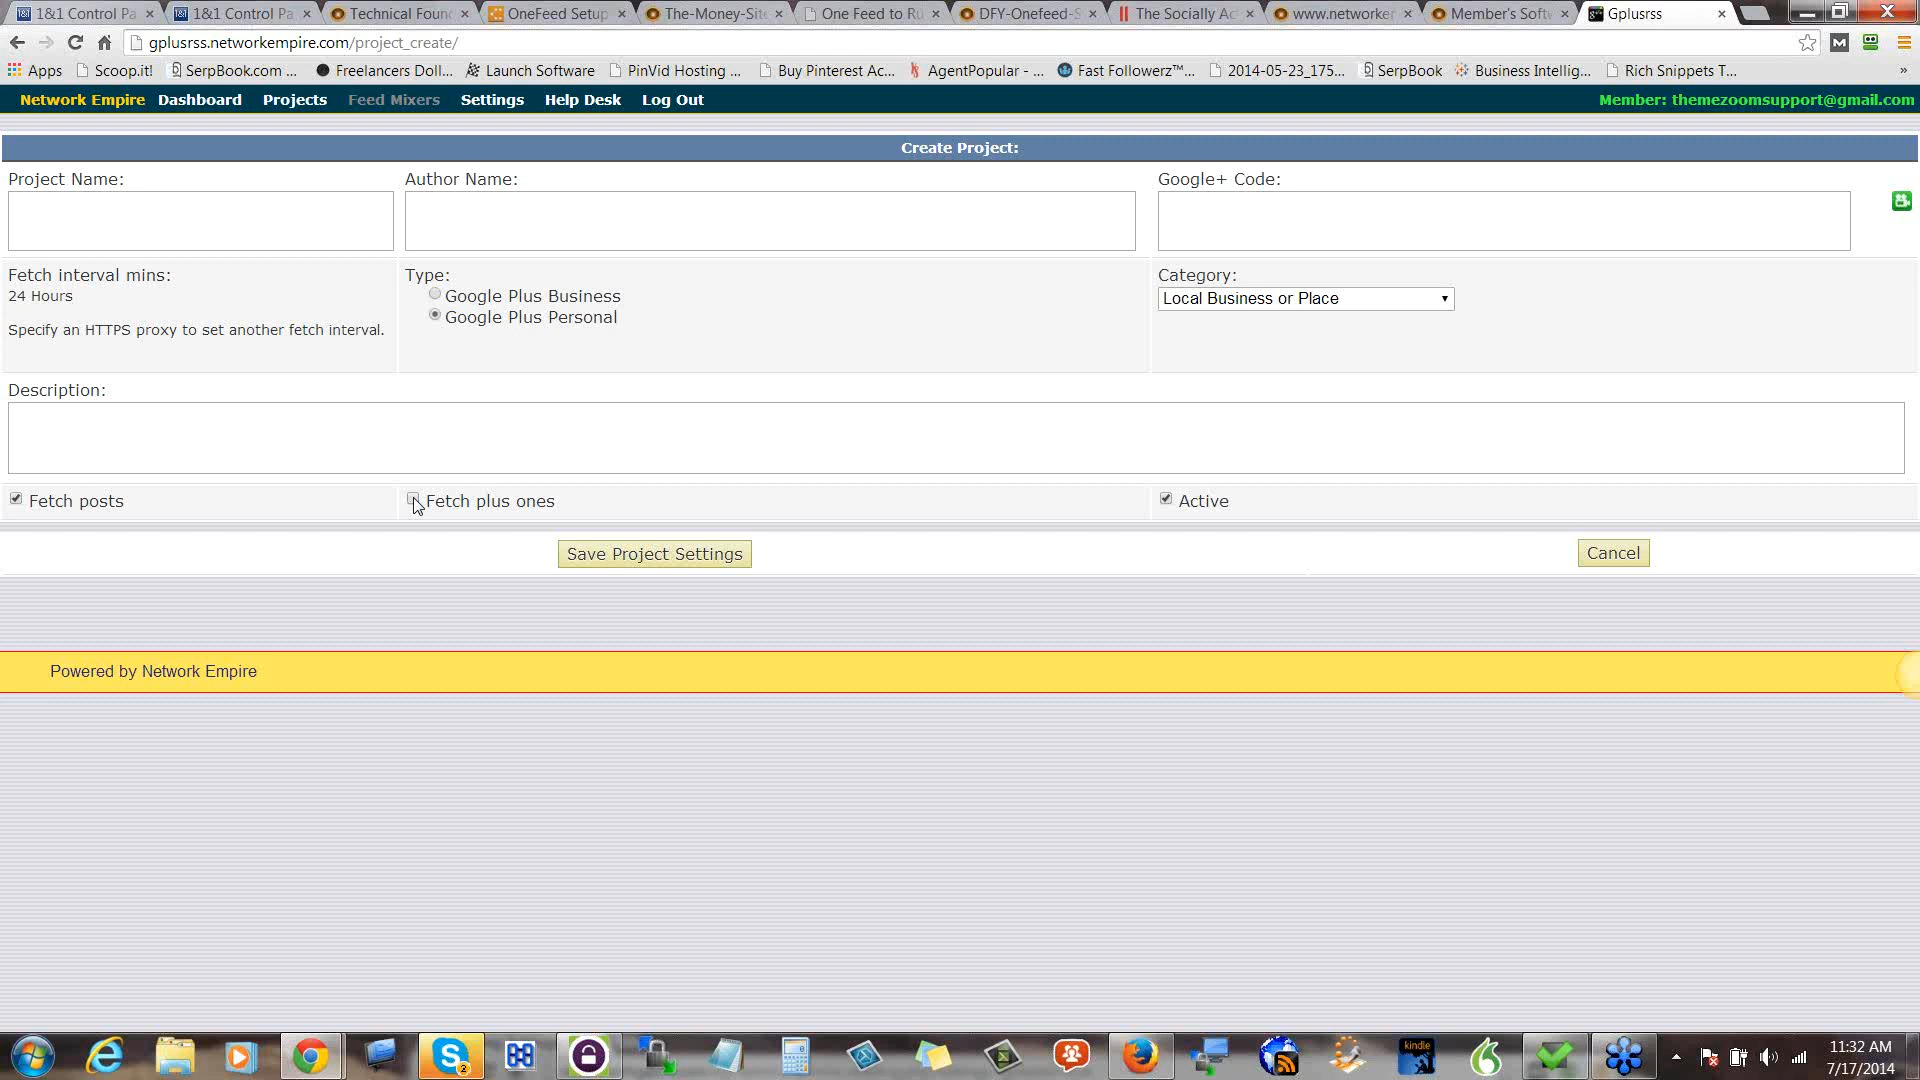 1&1 Control Pa
1&1 Control Pa
Technical Foun
OneFeed Setup
The-Money-Site
One Feed to Ru
DFY-Onefeed-S
The Socially Ac
www.networker
Member's Softw
Gplusrss
gplusrss.networkempire.com/project_create/
Apps
Scoop.it!
SerpBook.com ...
Freelancers Doll...
Launch Software
PinVid Hosting ...
Buy Pinterest Ac...
AgentPopular - ...
Fast Followerz™...
2014-05-23_175...
SerpBook
Business Intellig...
Rich Snippets T...
»
Network Empire Dashboard Projects Feed Mixers Settings Help Desk Log Out
Member: themezoomsupport@gmail.com
Create Project:
Project Name:
Author Name:
Google+ Code:
Fetch interval mins:
24 Hours
Specify an HTTPS proxy to set another fetch interval.
Type:
Google Plus Business
Google Plus Personal
Category:
Local Business or Place
Description:
Fetch posts
Fetch plus ones
Active
Save Project Settings
Cancel
Powered by Network Empire
kindle
11:32 AM
7/17/2014